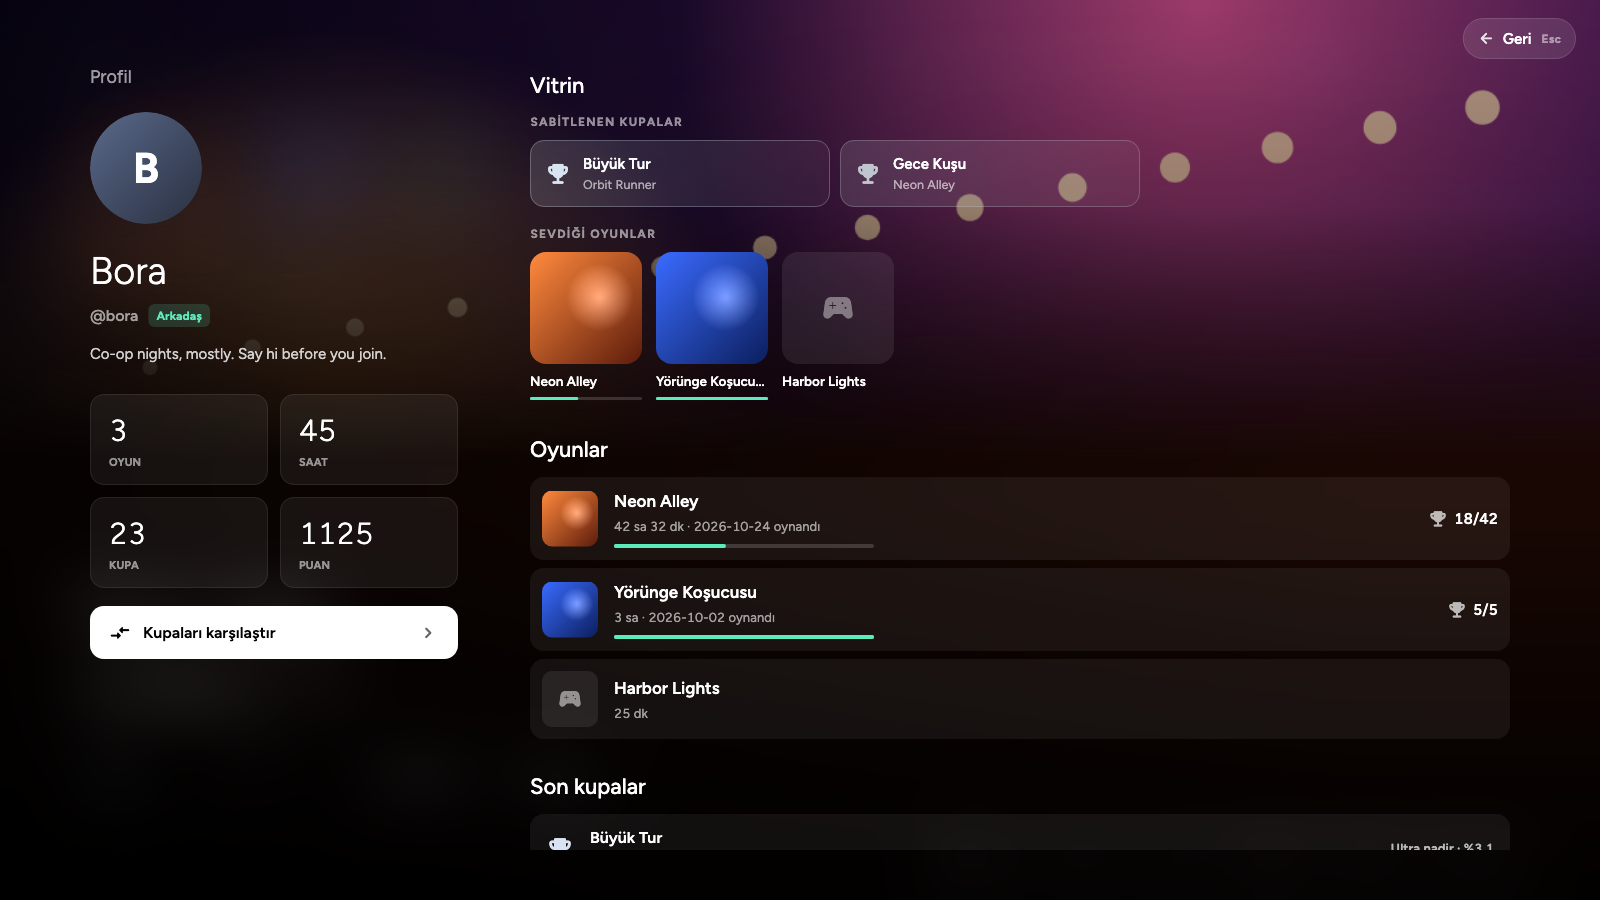 Geri Esc
Profil
B
Bora
@bora Arkadaş
Co-op nights, mostly. Say hi before you join.
3
OYUN
45
SAAT
23
KUPA
1125
PUAN
Kupaları karşılaştır
Vitrin
SABİTLENEN KUPALAR
Büyük Tur
Orbit Runner
Gece Kuşu
Neon Alley
SEVDİĞİ OYUNLAR
Neon Alley
Yörünge Koşucu...
Harbor Lights
Oyunlar
Neon Alley
42 sa 32 dk · 2026-10-24 oynandı
18/42
Yörünge Koşucusu
3 sa · 2026-10-02 oynandı
5/5
Harbor Lights
25 dk
Son kupalar
Büyük Tur
Ultra nadir · %3,1